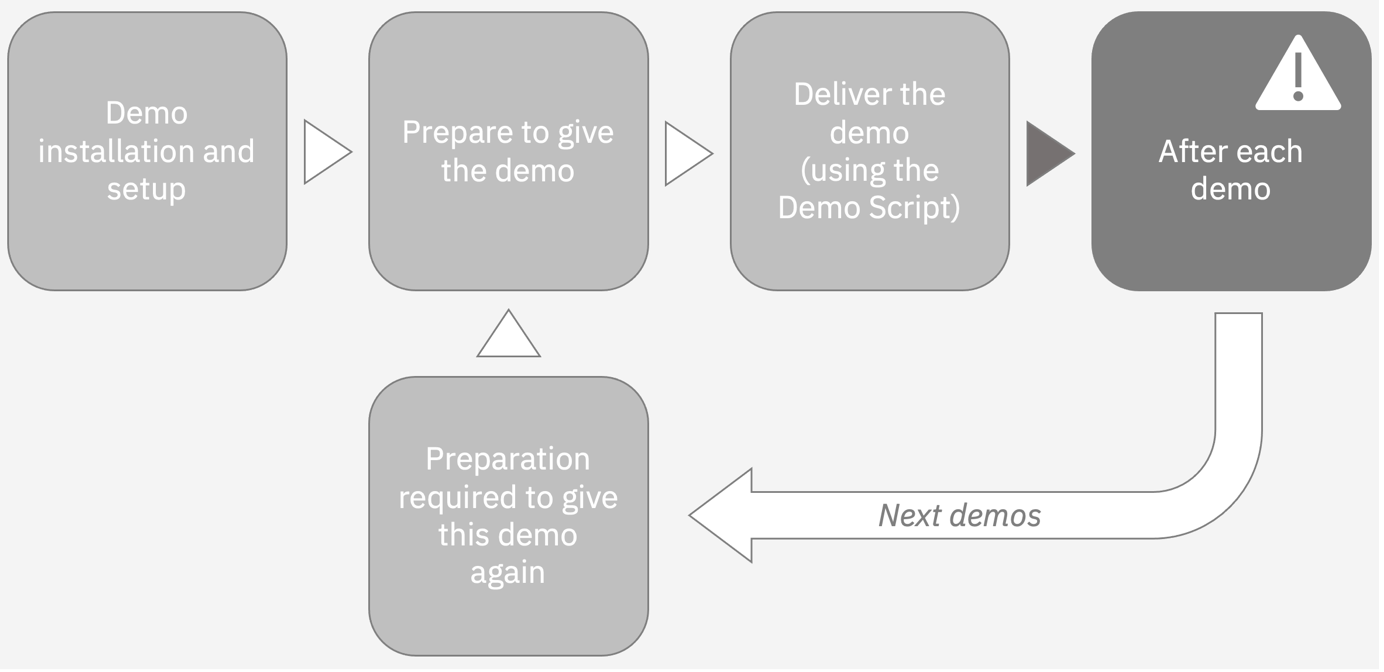 Demo
installation and
setup
Prepare to give
the demo
Deliver the
demo
(using the
Demo Script)
After each
demo
Preparation
required to give
this demo
again
Next demos